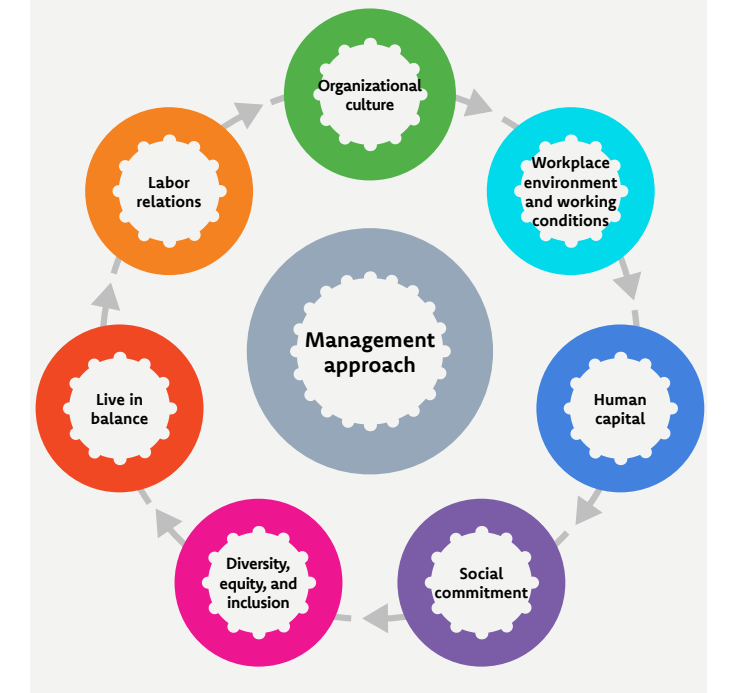 Organizational
culture
Workplace
environment
and working
conditions
Human
capital
Social
commitment
Diversity,
equity, and
inclusion
Live in
balance
Labor
relations
Management
approach